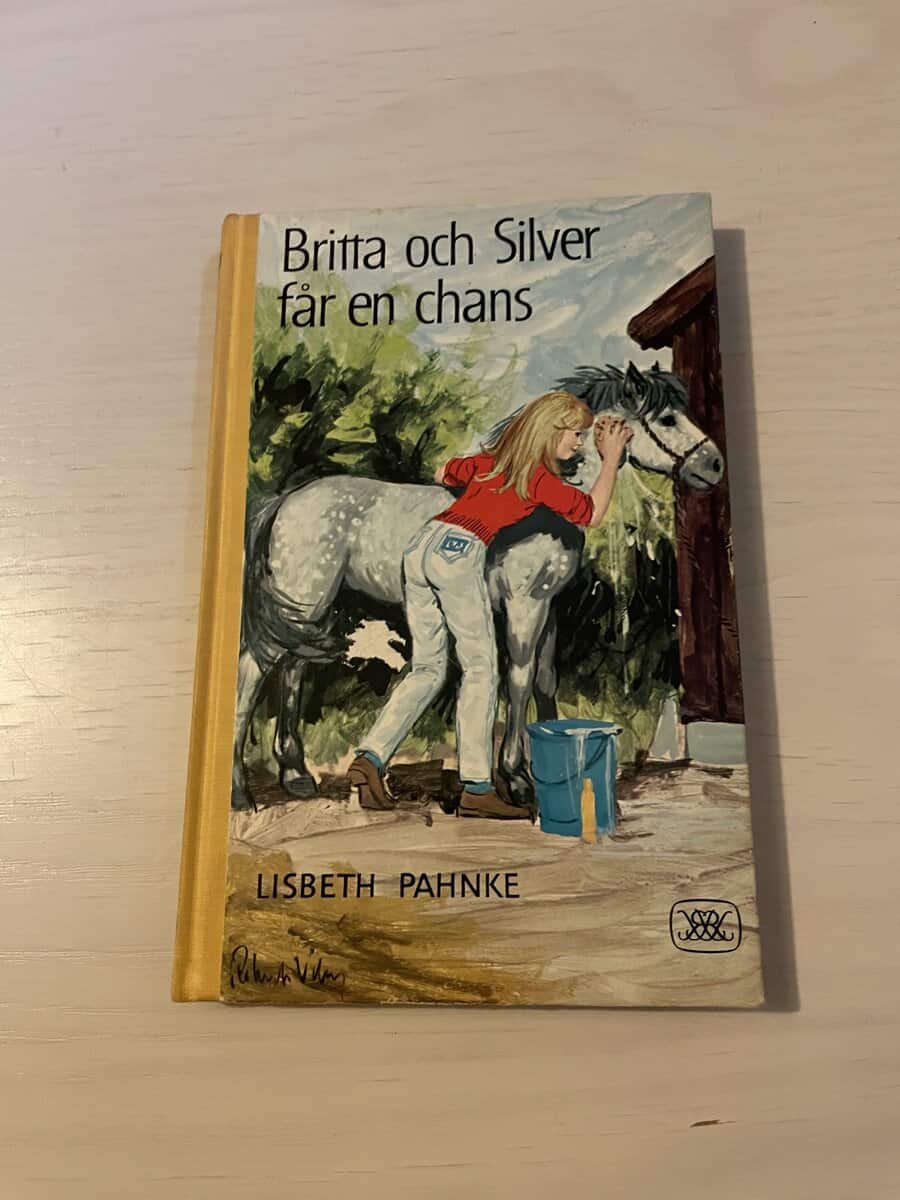 Britta och Silver
får en chans
LISBETH PAHNKE